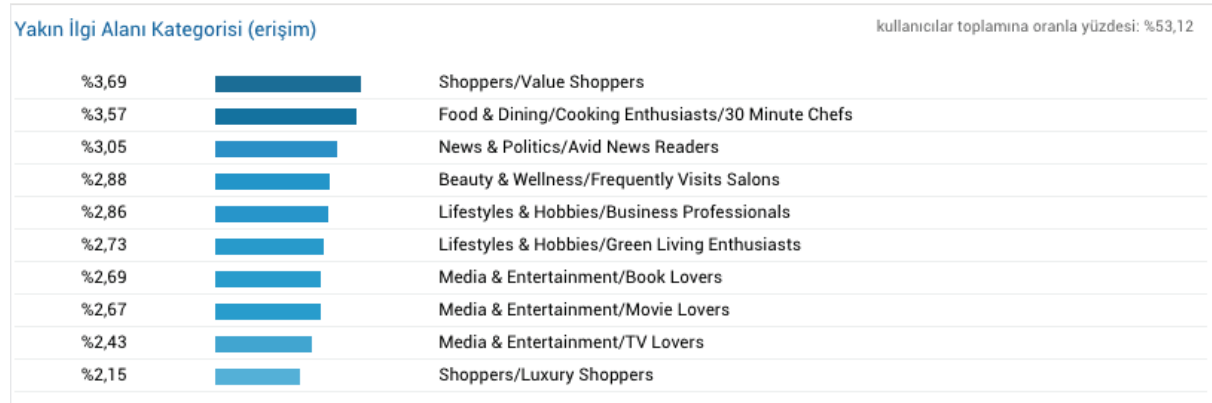 Yakın İlgi Alanı Kategorisi (erişim) kullanıcılar toplamına oranla yüzdesi: %53,12
%3,69 Shoppers/Value Shoppers
%3,57 Food & Dining/Cooking Enthusiasts/30 Minute Chefs
%3,05 News & Politics/Avid News Readers
%2,88 Beauty & Wellness/Frequently Visits Salons
%2,86 Lifestyles & Hobbies/Business Professionals
%2,73 Lifestyles & Hobbies/Green Living Enthusiasts
%2,69 Media & Entertainment/Book Lovers
%2,67 Media & Entertainment/Movie Lovers
%2,43 Media & Entertainment/TV Lovers
%2,15 Shoppers/Luxury Shoppers